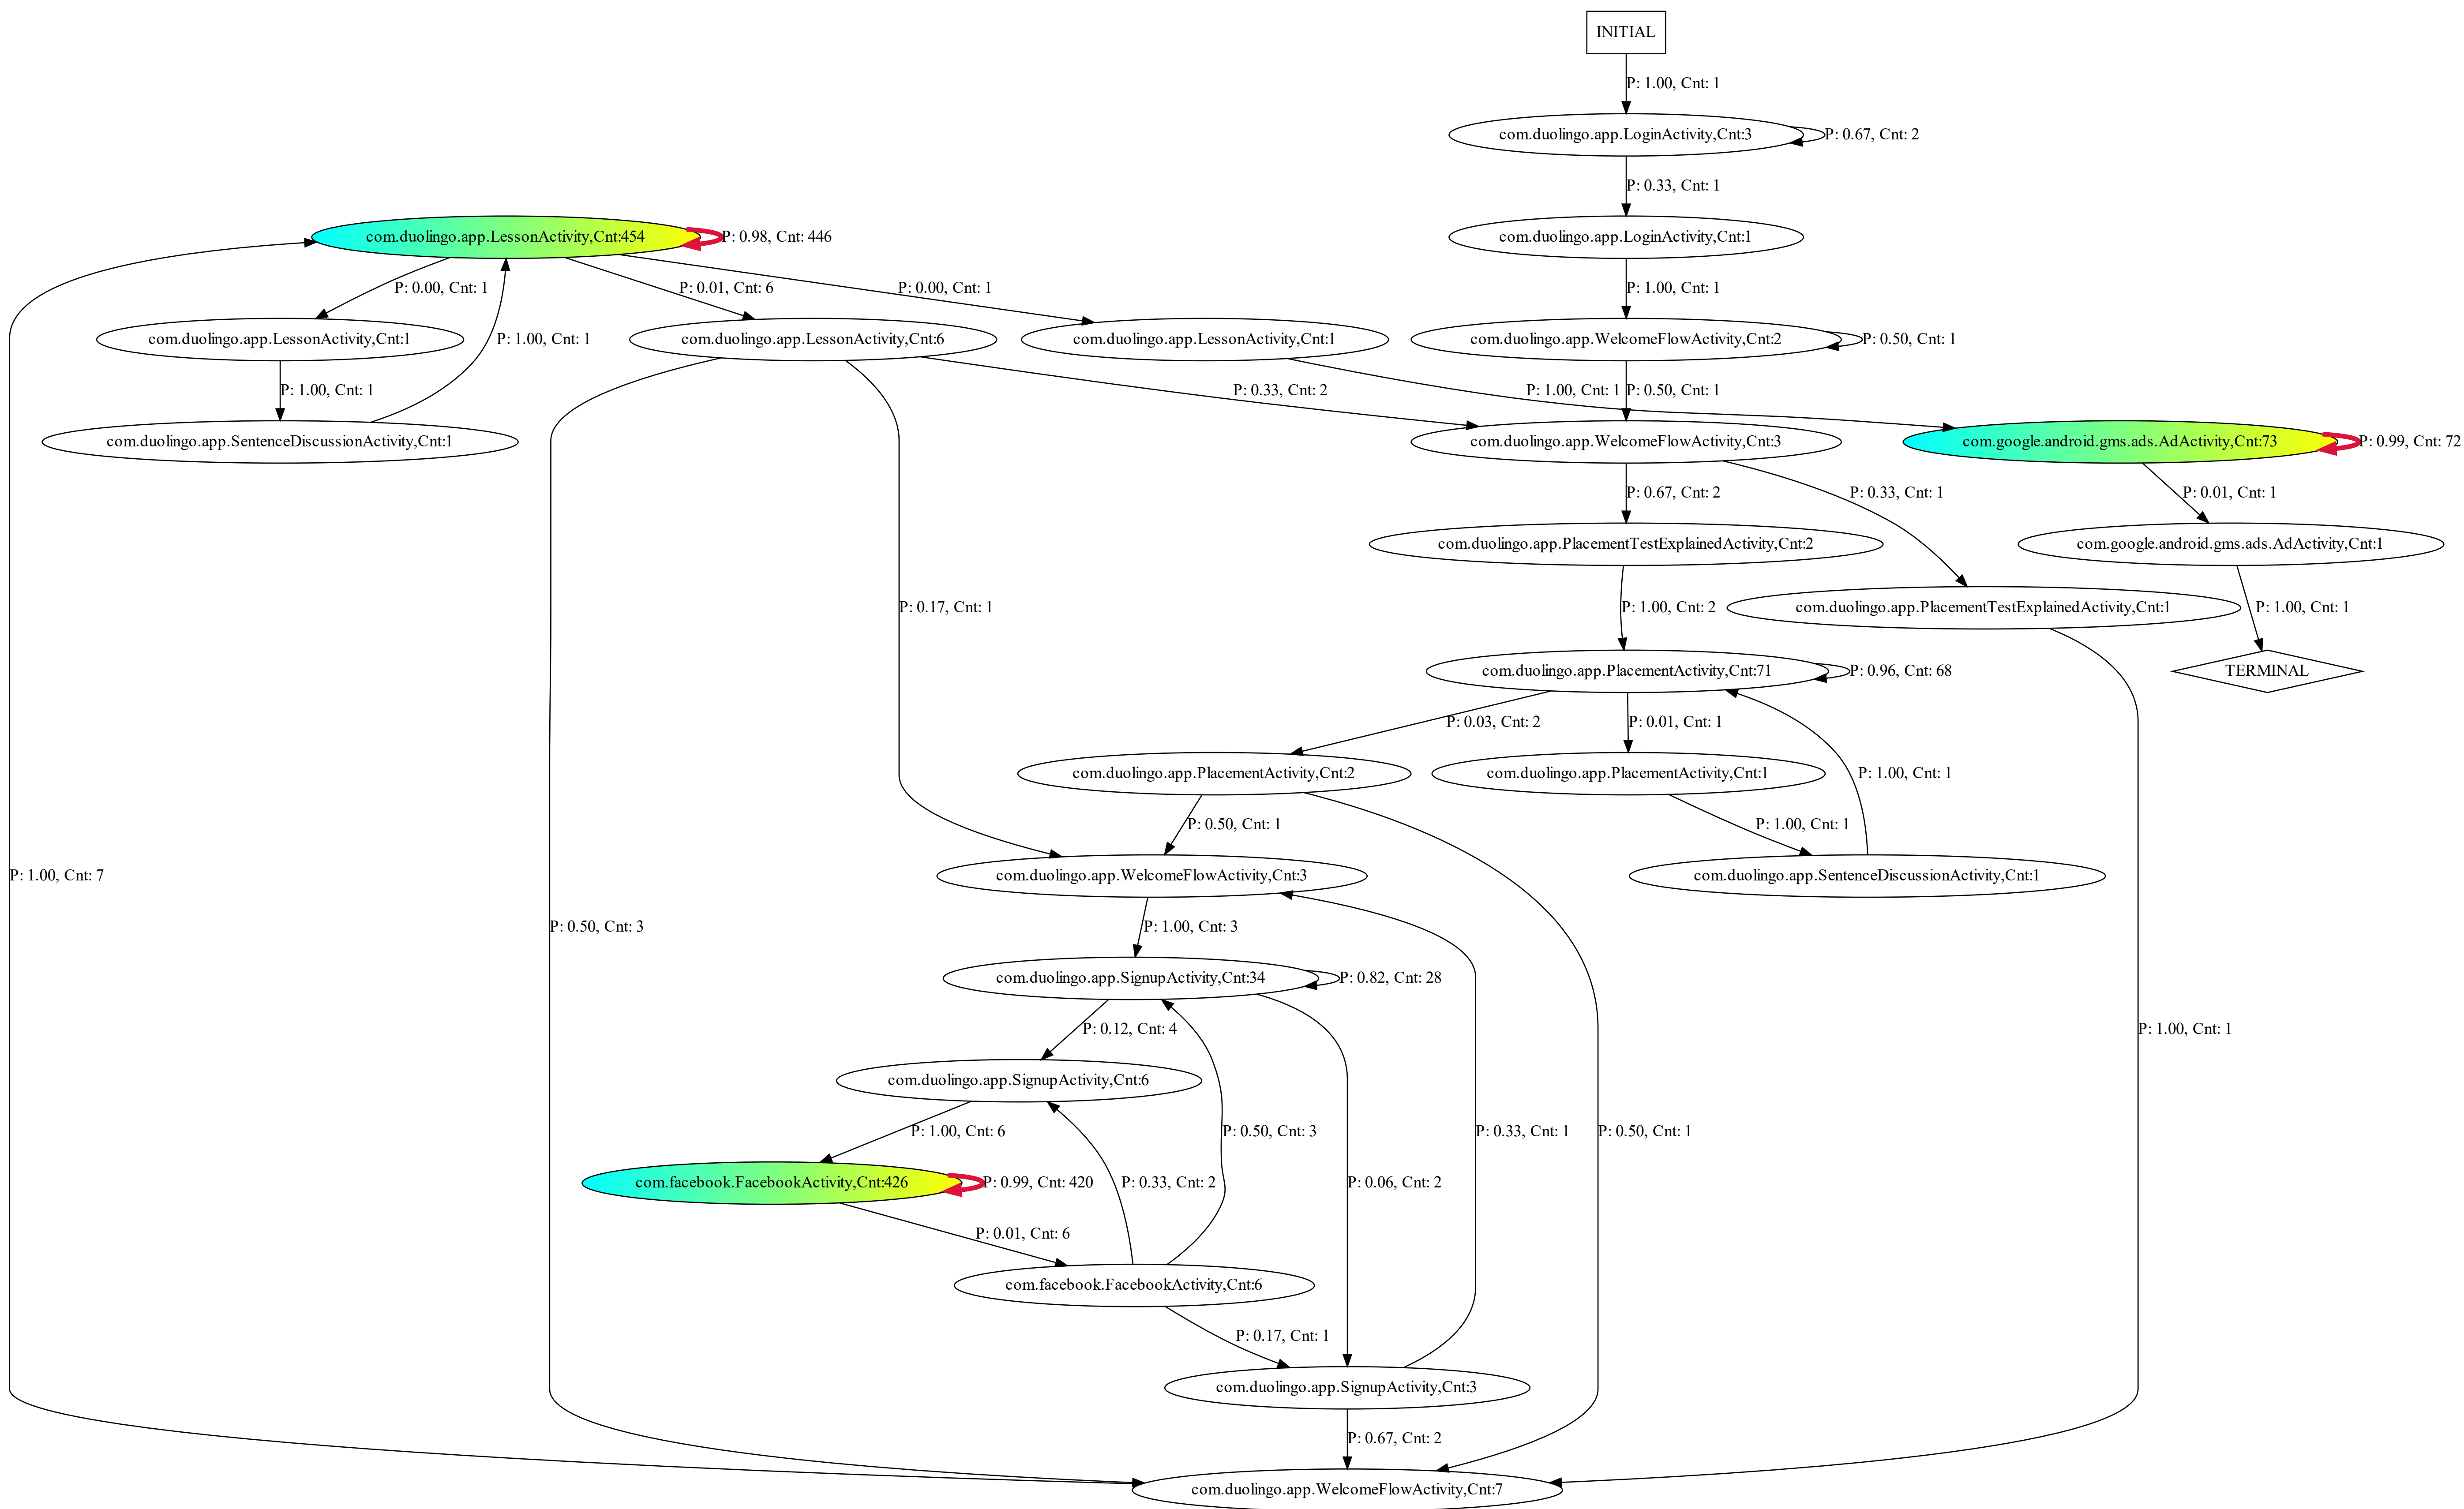 INITIAL
P: 1.00, Cnt: 1
com.duolingo.app.LoginActivity,Cnt:3
P: 0.67, Cnt: 2
P: 0.33, Cnt: 1
com.duolingo.app.LessonActivity,Cnt:454
P: 0.98, Cnt: 446
com.duolingo.app.LoginActivity,Cnt:1
P: 0.00, Cnt: 1
P: 0.01, Cnt: 6
P: 0.00, Cnt: 1
P: 1.00, Cnt: 1
com.duolingo.app.LessonActivity,Cnt:1
P: 1.00, Cnt: 1
com.duolingo.app.LessonActivity,Cnt:6
com.duolingo.app.LessonActivity,Cnt:1
com.duolingo.app.WelcomeFlowActivity,Cnt:2
P: 0.50, Cnt: 1
P: 1.00, Cnt: 1
P: 0.33, Cnt: 2
P: 1.00, Cnt: 1
P: 0.50, Cnt: 1
com.duolingo.app.SentenceDiscussionActivity,Cnt:1
com.duolingo.app.WelcomeFlowActivity,Cnt:3
com.google.android.gms.ads.AdActivity,Cnt:73
P: 0.99, Cnt: 72
P: 0.67, Cnt: 2
P: 0.33, Cnt: 1
P: 0.01, Cnt: 1
com.duolingo.app.PlacementTestExplainedActivity,Cnt:2
com.google.android.gms.ads.AdActivity,Cnt:1
P: 0.17, Cnt: 1
P: 1.00, Cnt: 2
com.duolingo.app.PlacementTestExplainedActivity,Cnt:1
P: 1.00, Cnt: 1
com.duolingo.app.PlacementActivity,Cnt:71
P: 0.96, Cnt: 68
TERMINAL
P: 0.03, Cnt: 2
P: 0.01, Cnt: 1
com.duolingo.app.PlacementActivity,Cnt:2
com.duolingo.app.PlacementActivity,Cnt:1
P: 1.00, Cnt: 1
P: 0.50, Cnt: 1
P: 1.00, Cnt: 1
P: 1.00, Cnt: 7
com.duolingo.app.WelcomeFlowActivity,Cnt:3
com.duolingo.app.SentenceDiscussionActivity,Cnt:1
P: 0.50, Cnt: 3
P: 1.00, Cnt: 3
com.duolingo.app.SignupActivity,Cnt:34
P: 0.82, Cnt: 28
P: 0.12, Cnt: 4
P: 1.00, Cnt: 1
com.duolingo.app.SignupActivity,Cnt:6
P: 1.00, Cnt: 6
P: 0.50, Cnt: 3
P: 0.33, Cnt: 1
P: 0.50, Cnt: 1
com.facebook.FacebookActivity,Cnt:426
P: 0.99, Cnt: 420
P: 0.33, Cnt: 2
P: 0.06, Cnt: 2
P: 0.01, Cnt: 6
com.facebook.FacebookActivity,Cnt:6
P: 0.17, Cnt: 1
com.duolingo.app.SignupActivity,Cnt:3
P: 0.67, Cnt: 2
com.duolingo.app.WelcomeFlowActivity,Cnt:7